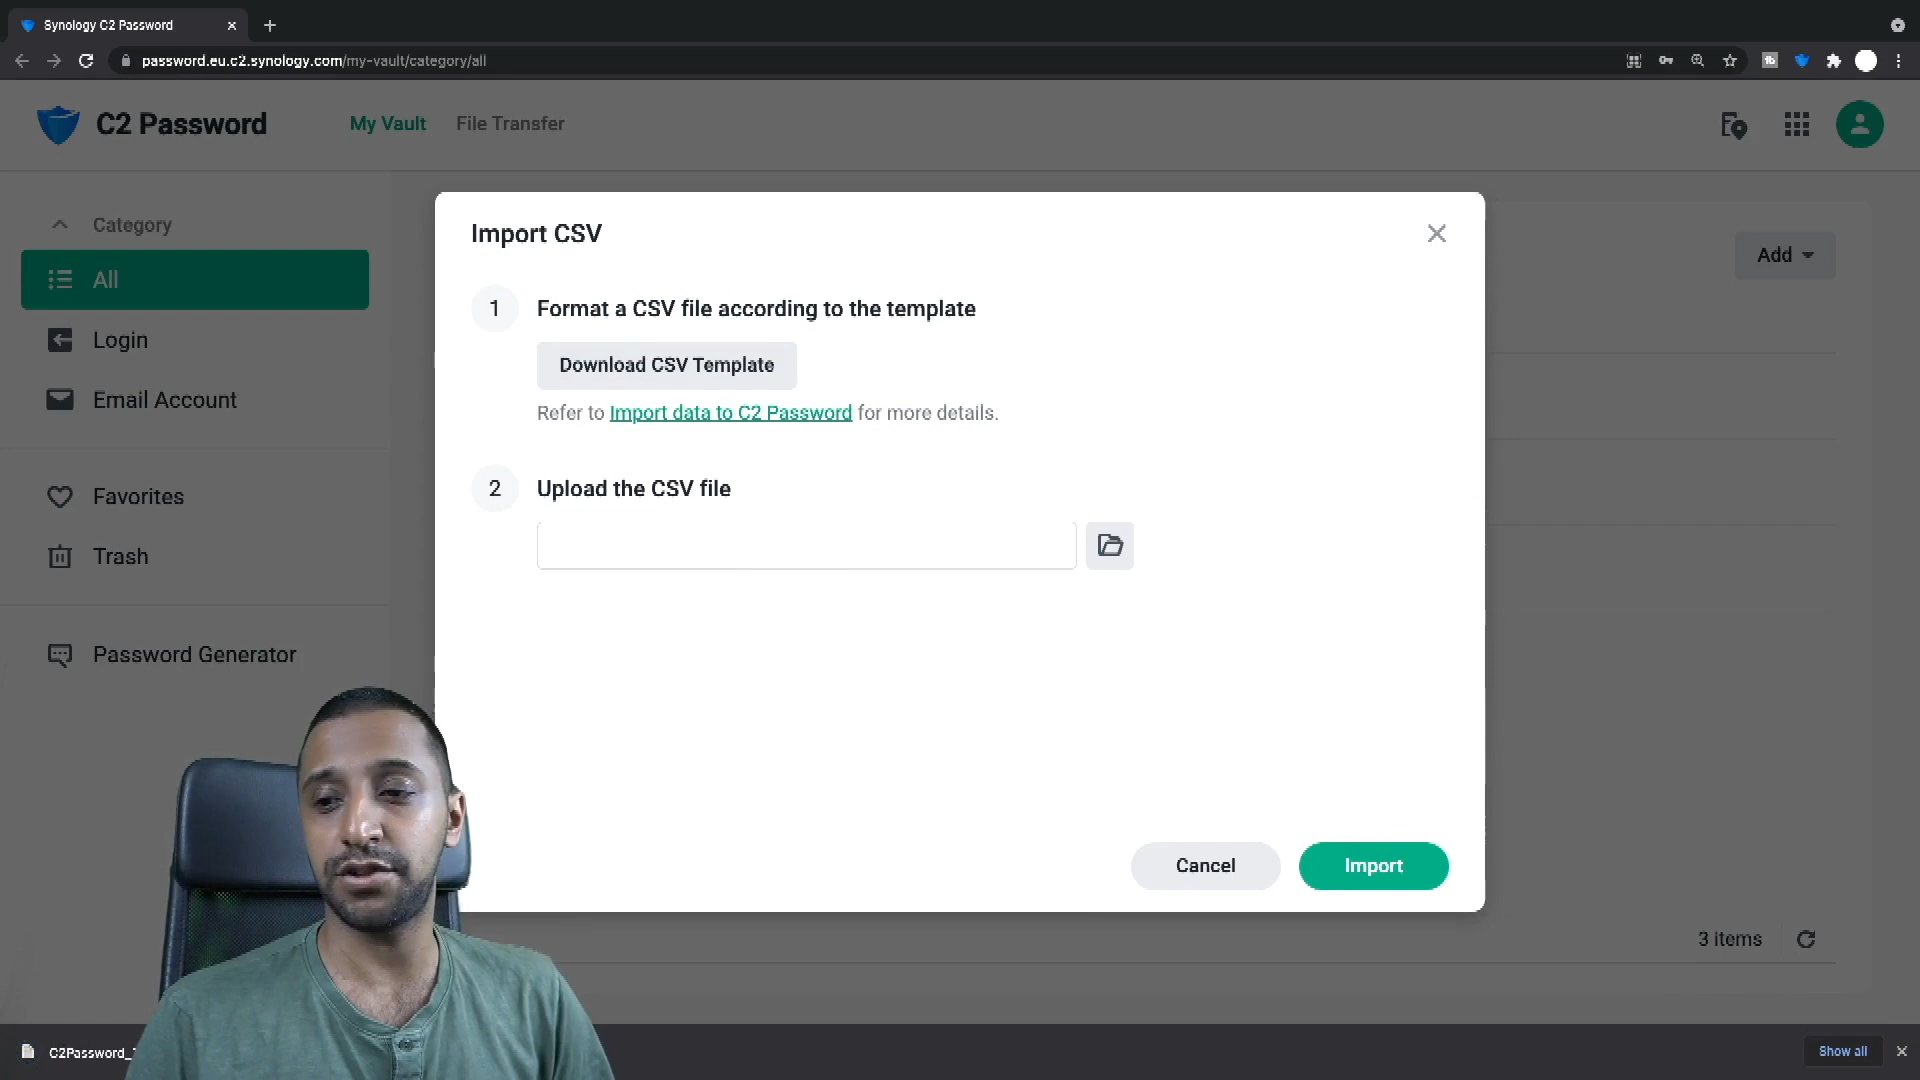 Synology C2 Password
password.eu.c2.synology.com/my-vault/category/all
C2 Password
My Vault
File Transfer
Category
All
Login
Email Account
Favorites
Trash
Password Generator
Add
Import CSV
1
Format a CSV file according to the template
Download CSV Template
Refer to Import data to C2 Password for more details.
2
Upload the CSV file
Cancel
Import
3 items
C2Password_
Show all